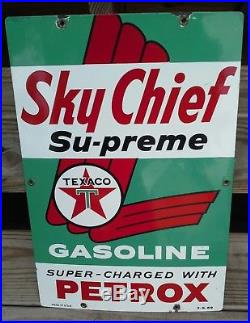 Sky Chief
Su-preme
TEXACO
T
GASOLINE
SUPER-CHARGED WITH
PETROX